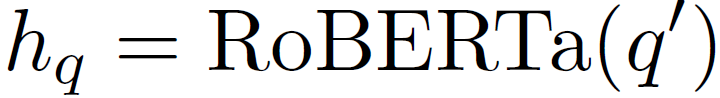 h_q = RoBERTa(q′)